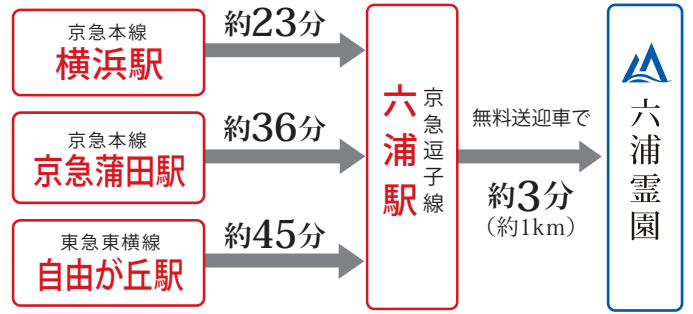 京急本線
横浜駅
約23分
京急本線
京急蒲田駅
約36分
東急東横線
自由が丘駅
約45分
六浦駅
京急逗子線
無料送迎車で
約3分
（約1km）
六浦霊園